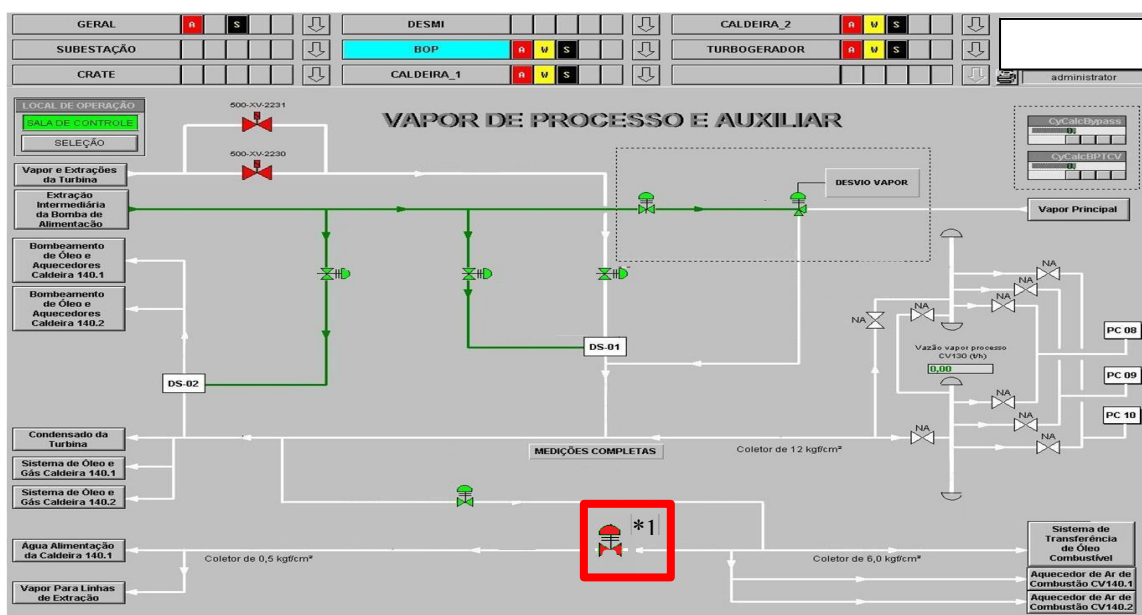 GERAL A S DESMI CALDEIRA_2 A W S
SUBESTAÇÃO BOP A W S TURBOGERADOR A W S
CRATE CALDEIRA_1 A W S administrator
LOCAL DE OPERAÇÃO
SALA DE CONTROLE
SELEÇÃO
500-XV-2231
500-XV-2230
VAPOR DE PROCESSO E AUXILIAR
CyCalcBypass
0,
CyCalcBPTCV
0,
Vapor e Extrações
da Turbina
Extração
Intermediária
da Bomba de
Alimentação
DESVIO VAPOR
Vapor Principal
Bombeamento
de Óleo e
Aquecedores
Caldeira 140.1
Bombeamento
de Óleo e
Aquecedores
Caldeira 140.2
NA
NA
NA
NA
NA
Vazão vapor processo
CV130 (t/h)
0,00
PC 08
PC 09
PC 10
NA
NA
NA
NA
DS-01
DS-02
Condensado da
Turbina
Sistema de Óleo e
Gás Caldeira 140.1
Sistema de Óleo e
Gás Caldeira 140.2
MEDIÇÕES COMPLETAS
Coletor de 12 kgf/cm²
*1
Água Alimentação
da Caldeira 140.1
Coletor de 0,5 kgf/cm²
Coletor de 6,0 kgf/cm²
Vapor Para Linhas
de Extração
Sistema de
Transferência
de Óleo
Combustível
Aquecedor de Ar de
Combustão CV140.1
Aquecedor de Ar de
Combustão CV140.2